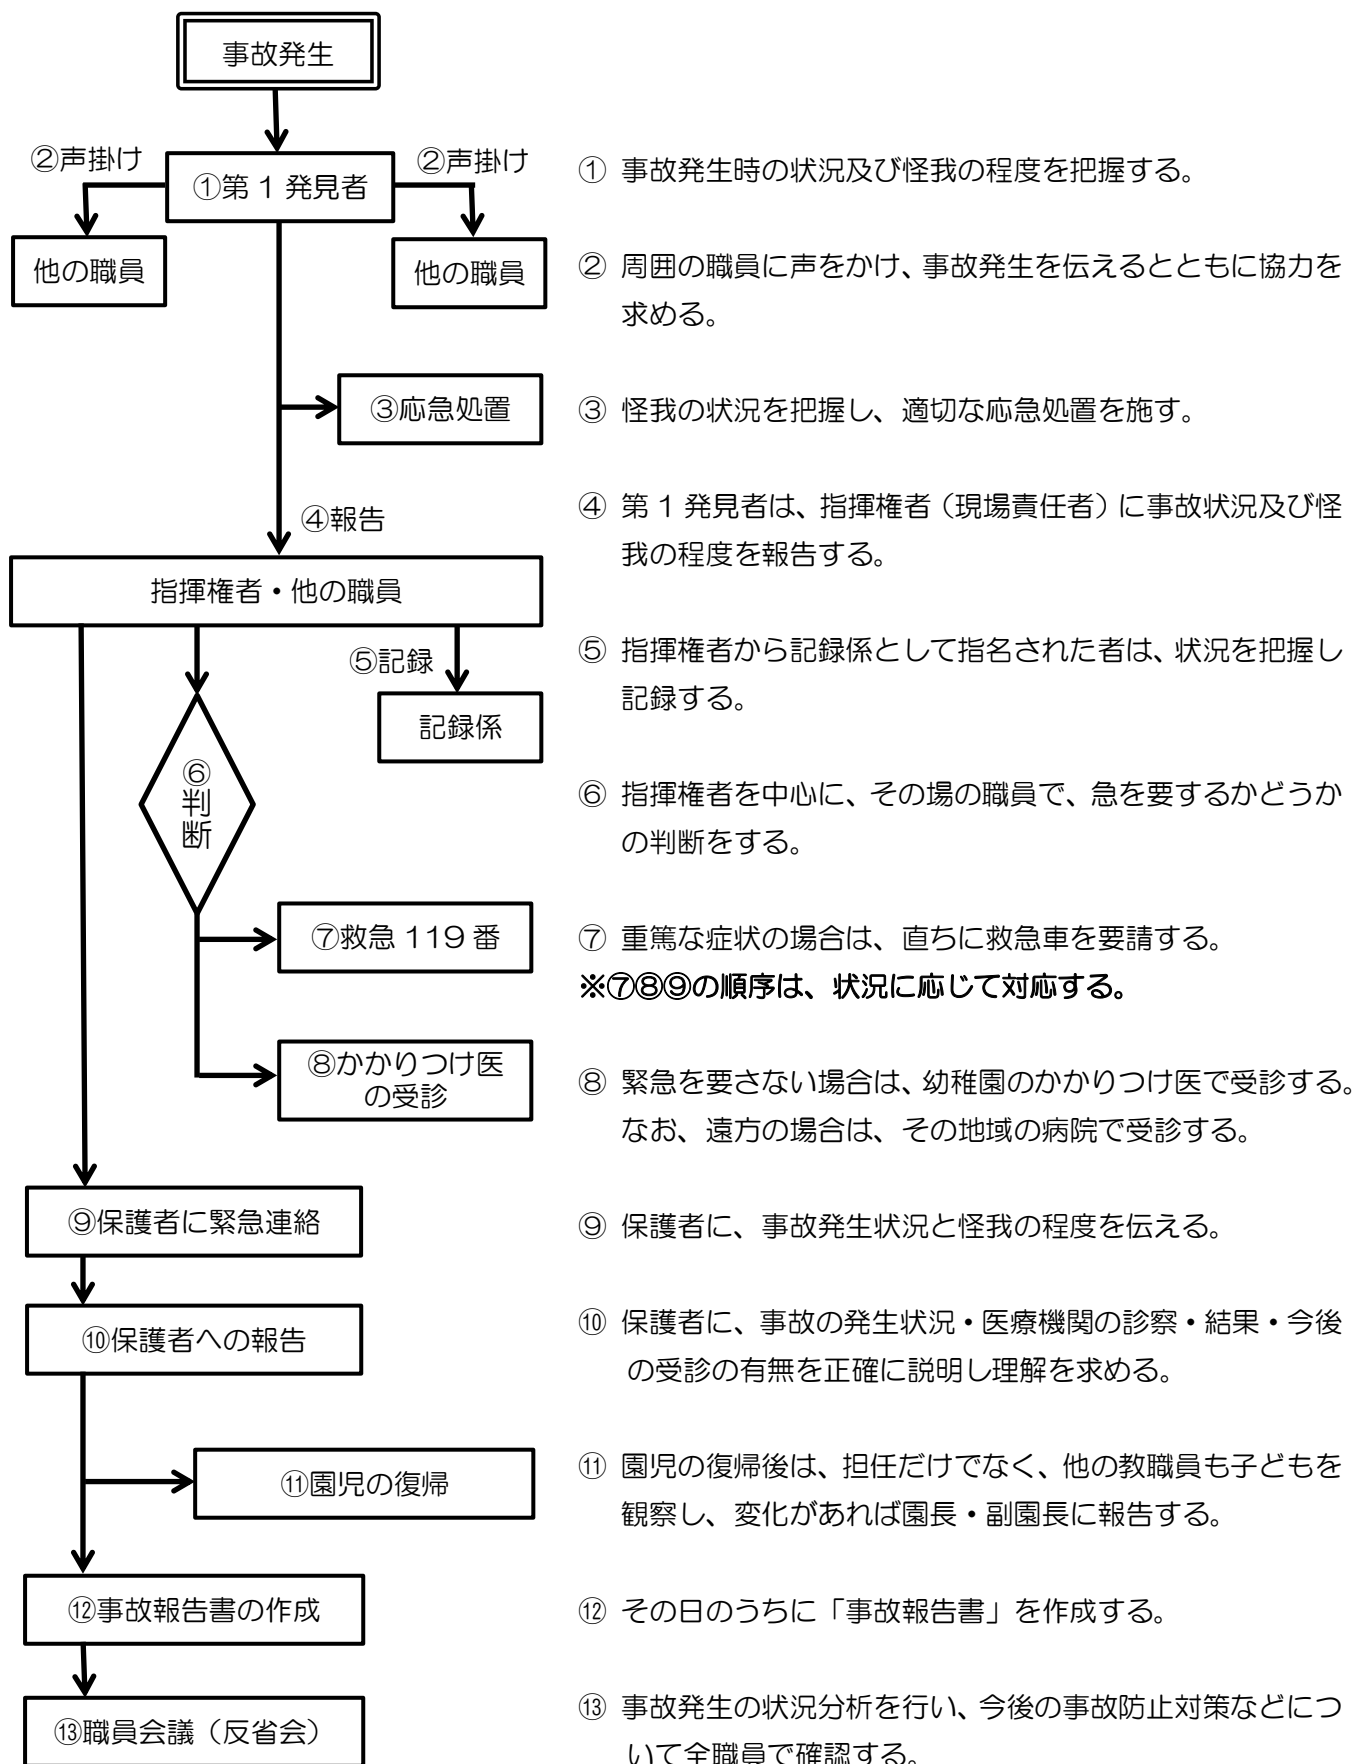 事故発生
②声掛け
②声掛け
①第1発見者
他の職員
他の職員
③応急処置
④報告
指揮権者・他の職員
⑤記録
記録係
⑥
判
断
⑦救急119番
⑧かかりつけ医
の受診
⑨保護者に緊急連絡
⑩保護者への報告
⑪園児の復帰
⑫事故報告書の作成
⑬職員会議（反省会）
① 事故発生時の状況及び怪我の程度を把握する。
② 周囲の職員に声をかけ、事故発生を伝えるとともに協力を
求める。
③ 怪我の状況を把握し、適切な応急処置を施す。
④ 第1発見者は、指揮権者（現場責任者）に事故状況及び怪
我の程度を報告する。
⑤ 指揮権者から記録係として指名された者は、状況を把握し
記録する。
⑥ 指揮権者を中心に、その場の職員で、急を要するかどうか
の判断をする。
⑦ 重篤な症状の場合は、直ちに救急車を要請する。
※⑦⑧⑨の順序は、状況に応じて対応する。
⑧ 緊急を要さない場合は、幼稚園のかかりつけ医で受診する。
なお、遠方の場合は、その地域の病院で受診する。
⑨ 保護者に、事故発生状況と怪我の程度を伝える。
⑩ 保護者に、事故の発生状況・医療機関の診察・結果・今後
の受診の有無を正確に説明し理解を求める。
⑪ 園児の復帰後は、担任だけでなく、他の教職員も子どもを
観察し、変化があれば園長・副園長に報告する。
⑫ その日のうちに「事故報告書」を作成する。
⑬ 事故発生の状況分析を行い、今後の事故防止対策などにつ
いて全職員で確認する。